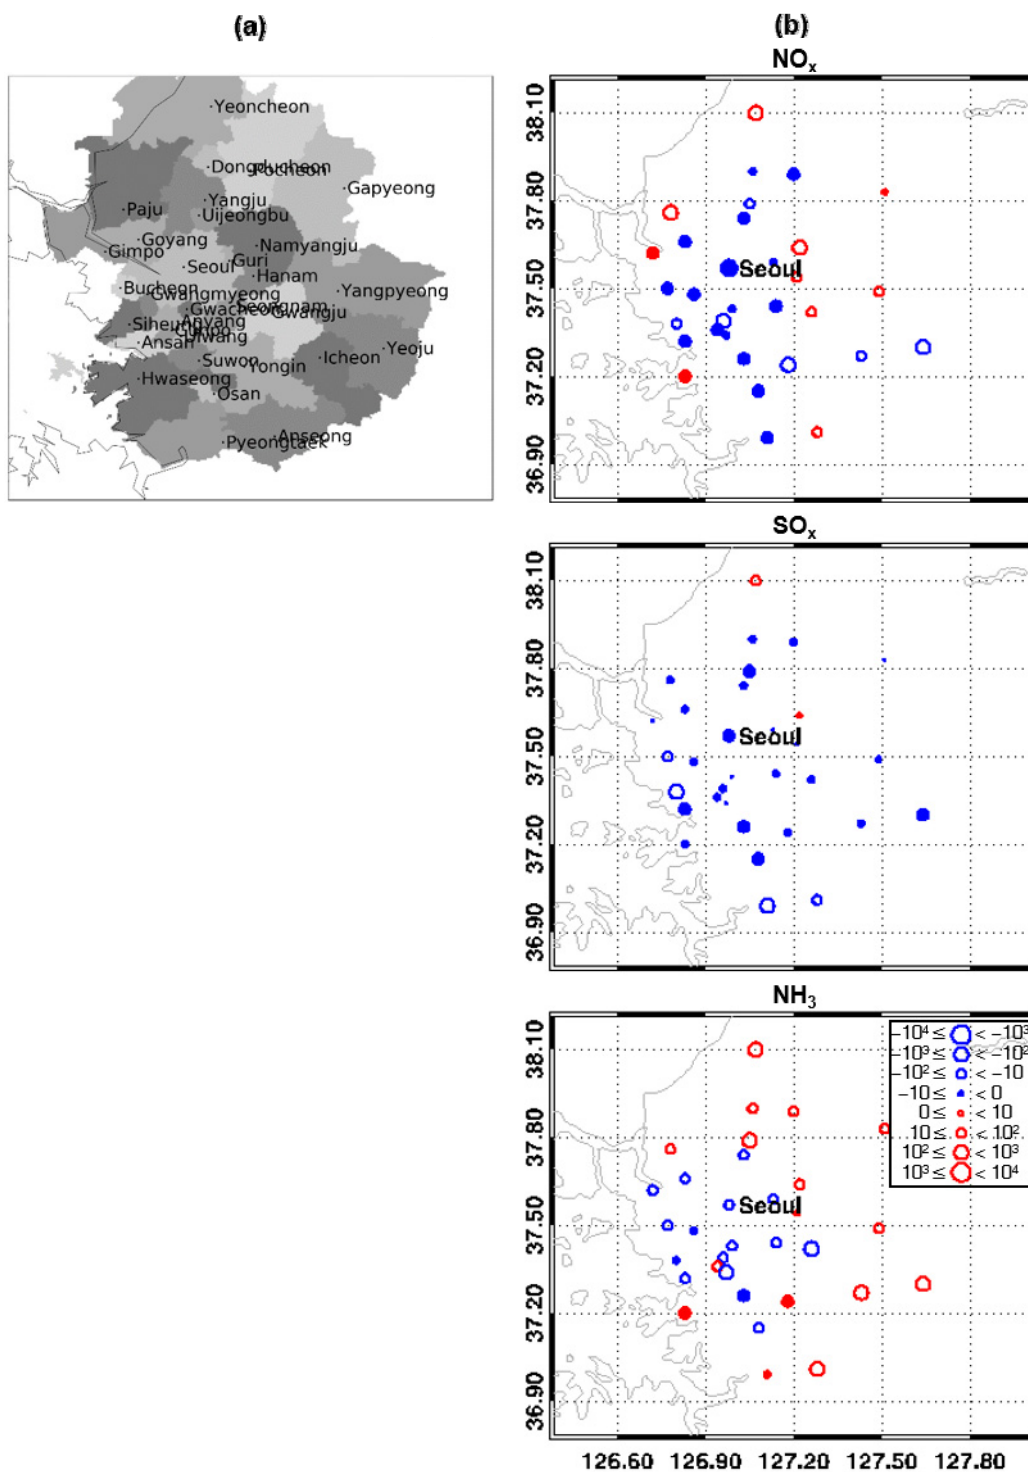 (a)
Yeoncheon
Dongducheon
Pocheon
Gapyeong
Yangju
Paju
Uijeongbu
Goyang
Gimpo
Namyangju
Guri
Seoul
Hanam
Bucheon
Gwangmyeong
Yangpyeong
Seongnam
Gwacheon
Gwangju
Anyang
Siheung
Gunpo
Uiwang
Ansan
Yeoju
Icheon
Suwon
Yongin
Hwaseong
Osan
Anseong
Pyeongtaek
(b)
NOₓ
38.10
37.80
37.50
37.20
36.90
Seoul
SOₓ
38.10
37.80
37.50
37.20
36.90
Seoul
NH₃
38.10
37.80
37.50
37.20
36.90
Seoul
−10⁴ ≤ < −10³
−10³ ≤ < −10²
−10² ≤ < −10
−10 ≤ < 0
0 ≤ < 10
10 ≤ < 10²
10² ≤ < 10³
10³ ≤ < 10⁴
126.60 126.90 127.20 127.50 127.80